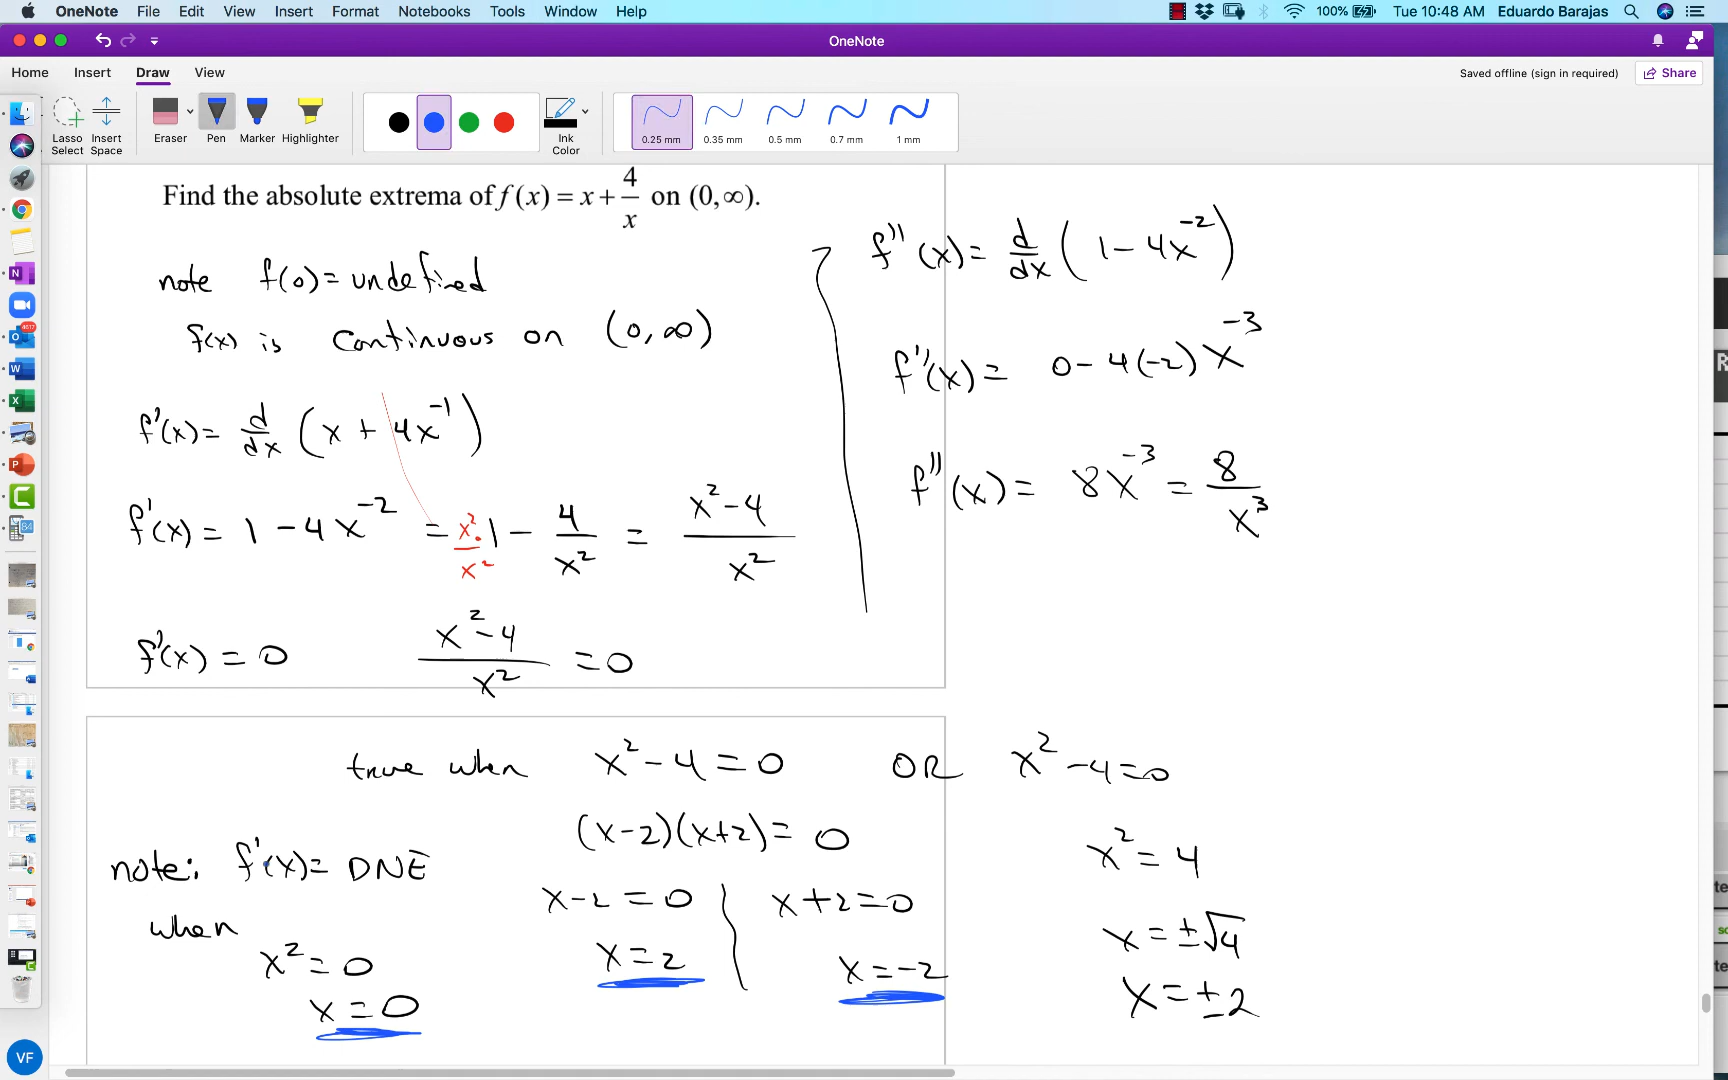 OneNote File Edit View Insert Format Notebooks Tools Window Help 100% Tue 10:48 AM Eduardo Barajas
OneNote
Home Insert Draw View Saved offline (sign in required) Share
Lasso Select Insert Space Eraser Pen Marker Highlighter Ink Color 0.25 mm 0.35 mm 0.5 mm 0.7 mm 1 mm
Find the absolute extrema of f(x) = x + 4/x on (0, ∞).
note f(0) = undefined
f(x) is continuous on (0, ∞)
f'(x) = d/dx (x + 4x⁻¹)
f'(x) = 1 - 4x⁻² = x²/x² · 1 - 4/x² = (x² - 4)/x²
f'(x) = 0 (x² - 4)/x² = 0
f''(x) = d/dx (1 - 4x⁻²)
f''(x) = 0 - 4(-2)x⁻³
f''(x) = 8x⁻³ = 8/x³
true when x² - 4 = 0 OR x² - 4 = 0
(x-2)(x+2) = 0
x² = 4
note: f'(x) = DNE
x - 2 = 0 x + 2 = 0
when
x = ±√4
x² = 0
x = 2 x = -2
x = 0
x = ±2
VF